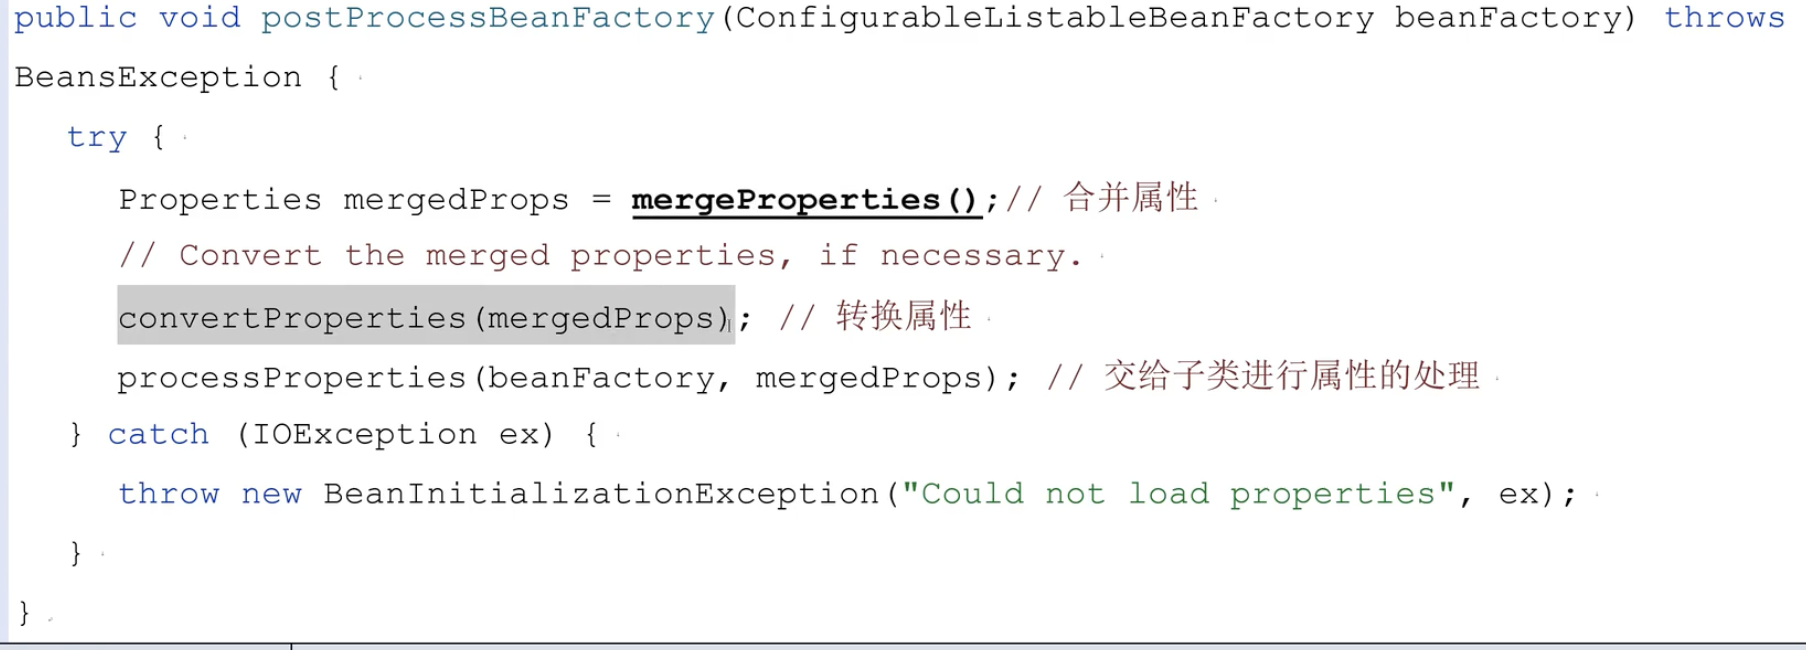 public void postProcessBeanFactory(ConfigurableListableBeanFactory beanFactory) throws
BeansException {
try {
Properties mergedProps = mergeProperties();// 合并属性
// Convert the merged properties, if necessary.
convertProperties(mergedProps); // 转换属性
processProperties(beanFactory, mergedProps); // 交给子类进行属性的处理
} catch (IOException ex) {
throw new BeanInitializationException("Could not load properties", ex);
}
}